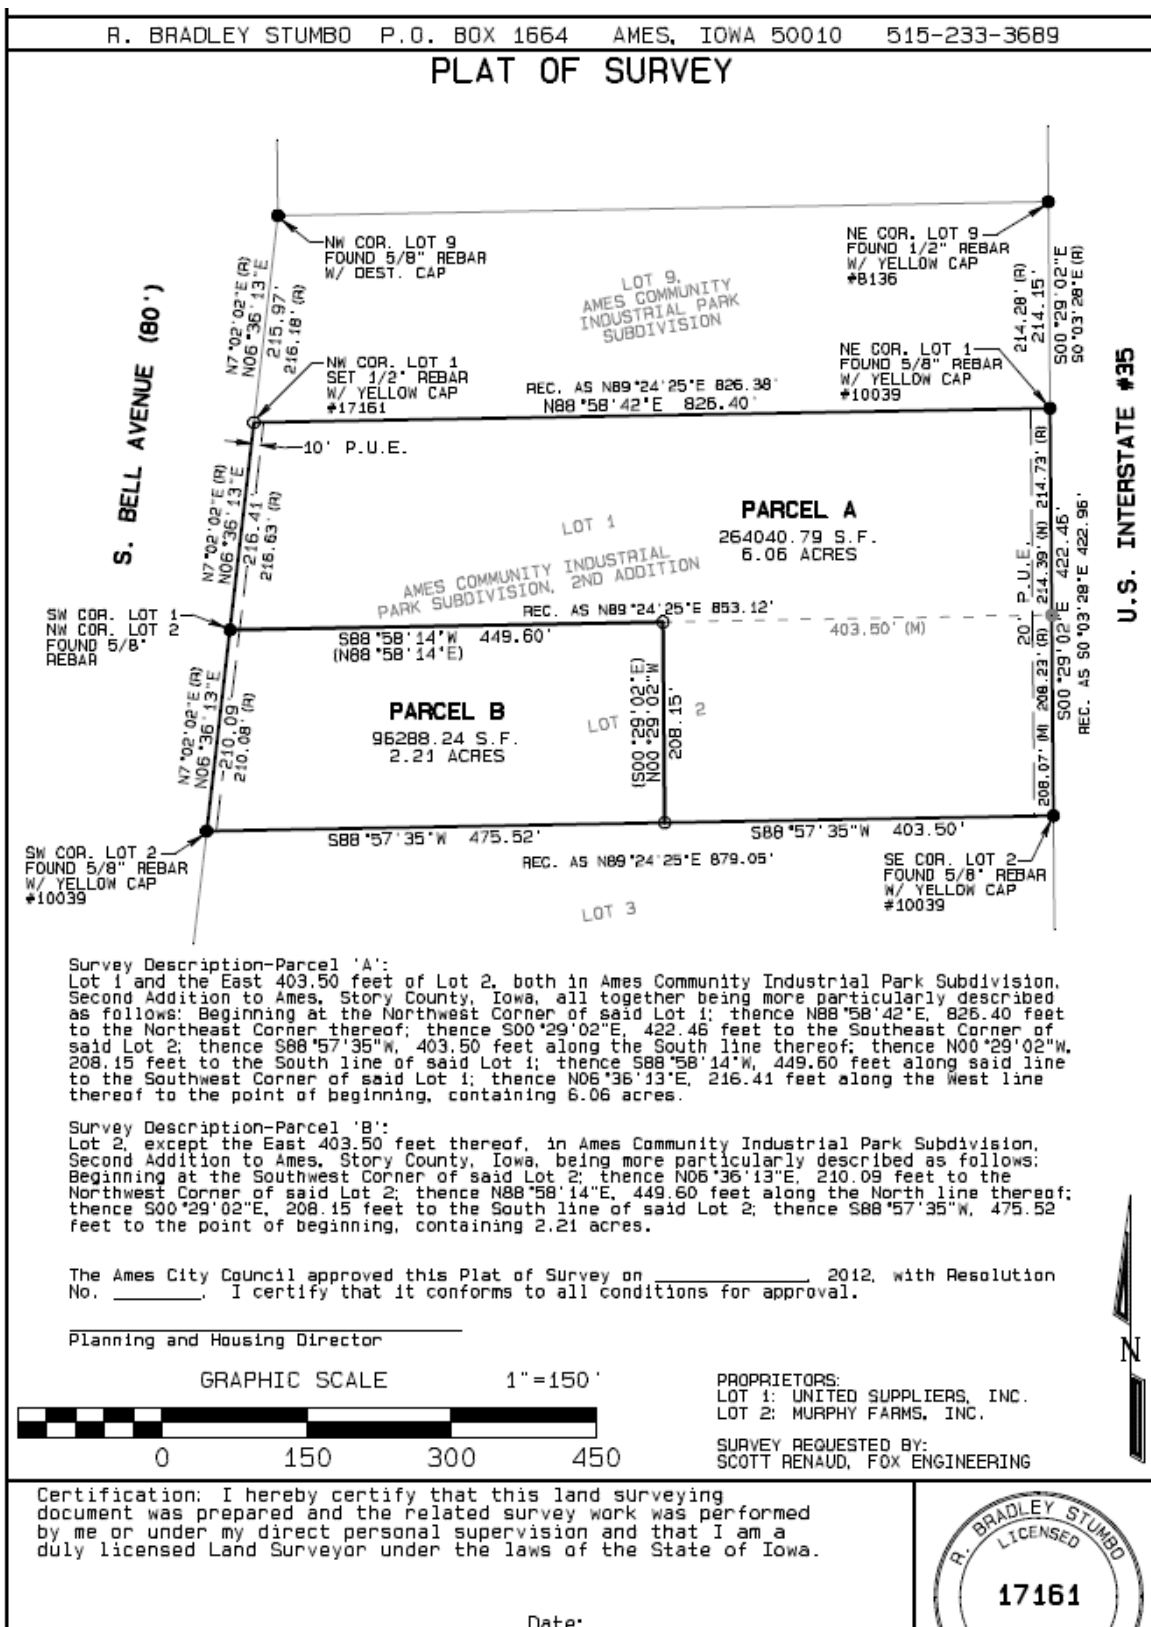 R. BRADLEY STUMBO P.O. BOX 1664 AMES, IOWA 50010 515-233-3689
PLAT OF SURVEY
NW COR. LOT 9
FOUND 5/8" REBAR
W/ DEST. CAP
NE COR. LOT 9
FOUND 1/2" REBAR
W/ YELLOW CAP
#8136
LOT 9,
AMES COMMUNITY
INDUSTRIAL PARK
SUBDIVISION
N7°02'02"E (R)
N06°36'13"E
215.97'
216.18' (R)
214.28' (R)
214.15'
S00°29'02"E
S0°03'28"E (R)
S. BELL AVENUE (80')
U.S. INTERSTATE #35
NW COR. LOT 1
SET 1/2" REBAR
W/ YELLOW CAP
#17161
NE COR. LOT 1
FOUND 5/8" REBAR
W/ YELLOW CAP
#10039
REC. AS N89°24'25"E 826.38'
N88°58'42"E 826.40'
10' P.U.E.
N7°02'02"E (R)
N06°36'13"E
216.41'
216.63' (R)
LOT 1
PARCEL A
264040.79 S.F.
6.06 ACRES
AMES COMMUNITY INDUSTRIAL
PARK SUBDIVISION, 2ND ADDITION
20' P.U.E.
214.39' (M) 214.73' (R)
S00°29'02"E 422.46'
REC. AS S0°03'28"E 422.96'
SW COR. LOT 1
NW COR. LOT 2
FOUND 5/8"
REBAR
REC. AS N89°24'25"E 853.12'
S88°58'14"W 449.60'
(N88°58'14"E)
403.50' (M)
N7°02'02"E (R)
N06°36'13"E
210.09'
210.08' (R)
PARCEL B
96288.24 S.F.
2.21 ACRES
LOT 2
(S00°29'02"E)
N00°29'02"W
208.15'
208.07' (M) 208.23' (R)
S88°57'35"W 475.52'
S88°57'35"W 403.50'
REC. AS N89°24'25"E 879.05'
SW COR. LOT 2
FOUND 5/8" REBAR
W/ YELLOW CAP
#10039
SE COR. LOT 2
FOUND 5/8" REBAR
W/ YELLOW CAP
#10039
LOT 3
Survey Description-Parcel 'A':
Lot 1 and the East 403.50 feet of Lot 2, both in Ames Community Industrial Park Subdivision,
Second Addition to Ames, Story County, Iowa, all together being more particularly described
as follows: Beginning at the Northwest Corner of said Lot 1; thence N88°58'42"E, 826.40 feet
to the Northeast Corner thereof; thence S00°29'02"E, 422.46 feet to the Southeast Corner of
said Lot 2; thence S88°57'35"W, 403.50 feet along the South line thereof; thence N00°29'02"W,
208.15 feet to the South line of said Lot 1; thence S88°58'14"W, 449.60 feet along said line
to the Southwest Corner of said Lot 1; thence N06°36'13"E, 216.41 feet along the West line
thereof to the point of beginning, containing 6.06 acres.
Survey Description-Parcel 'B':
Lot 2, except the East 403.50 feet thereof, in Ames Community Industrial Park Subdivision,
Second Addition to Ames, Story County, Iowa, being more particularly described as follows:
Beginning at the Southwest Corner of said Lot 2; thence N06°36'13"E, 210.09 feet to the
Northwest Corner of said Lot 2; thence N88°58'14"E, 449.60 feet along the North line thereof;
thence S00°29'02"E, 208.15 feet to the South line of said Lot 2; thence S88°57'35"W, 475.52
feet to the point of beginning, containing 2.21 acres.
The Ames City Council approved this Plat of Survey on ______________, 2012, with Resolution
No. ________. I certify that it conforms to all conditions for approval.
Planning and Housing Director
GRAPHIC SCALE 1"=150'
0 150 300 450
N
PROPRIETORS:
LOT 1: UNITED SUPPLIERS, INC.
LOT 2: MURPHY FARMS, INC.
SURVEY REQUESTED BY:
SCOTT RENAUD, FOX ENGINEERING
Certification: I hereby certify that this land surveying
document was prepared and the related survey work was performed
by me or under my direct personal supervision and that I am a
duly licensed Land Surveyor under the laws of the State of Iowa.
Date:
R. BRADLEY STUMBO
LICENSED
17161